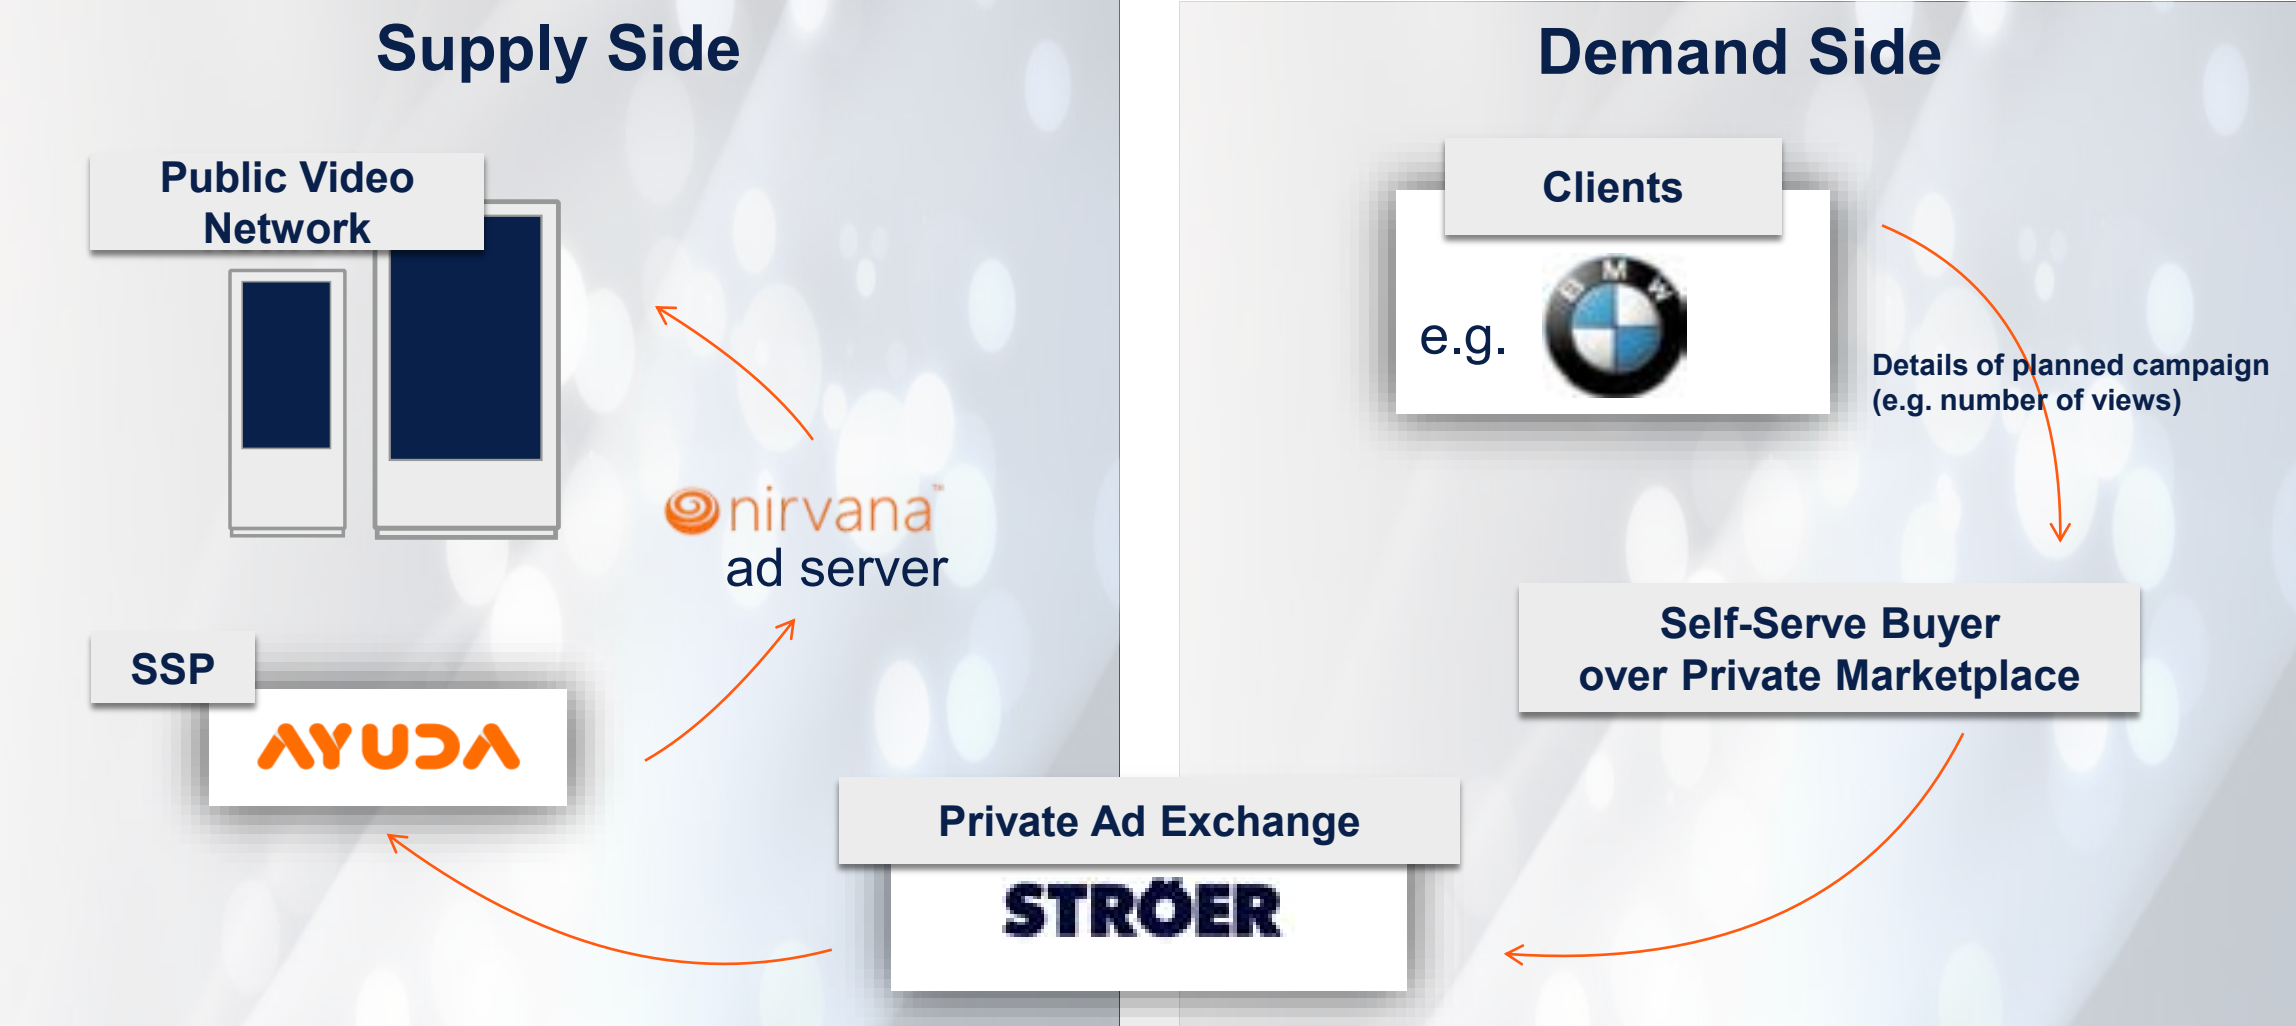 Supply Side
Public Video
Network
nirvana™
ad server
SSP
AYUDA
Private Ad Exchange
STRÖER
Demand Side
Clients
e.g.
BMW
Details of planned campaign
(e.g. number of views)
Self-Serve Buyer
over Private Marketplace